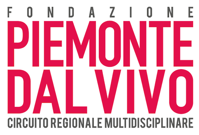 FONDAZIONE
PIEMONTE
DAL VIVO
CIRCUITO REGIONALE MULTIDISCIPLINARE